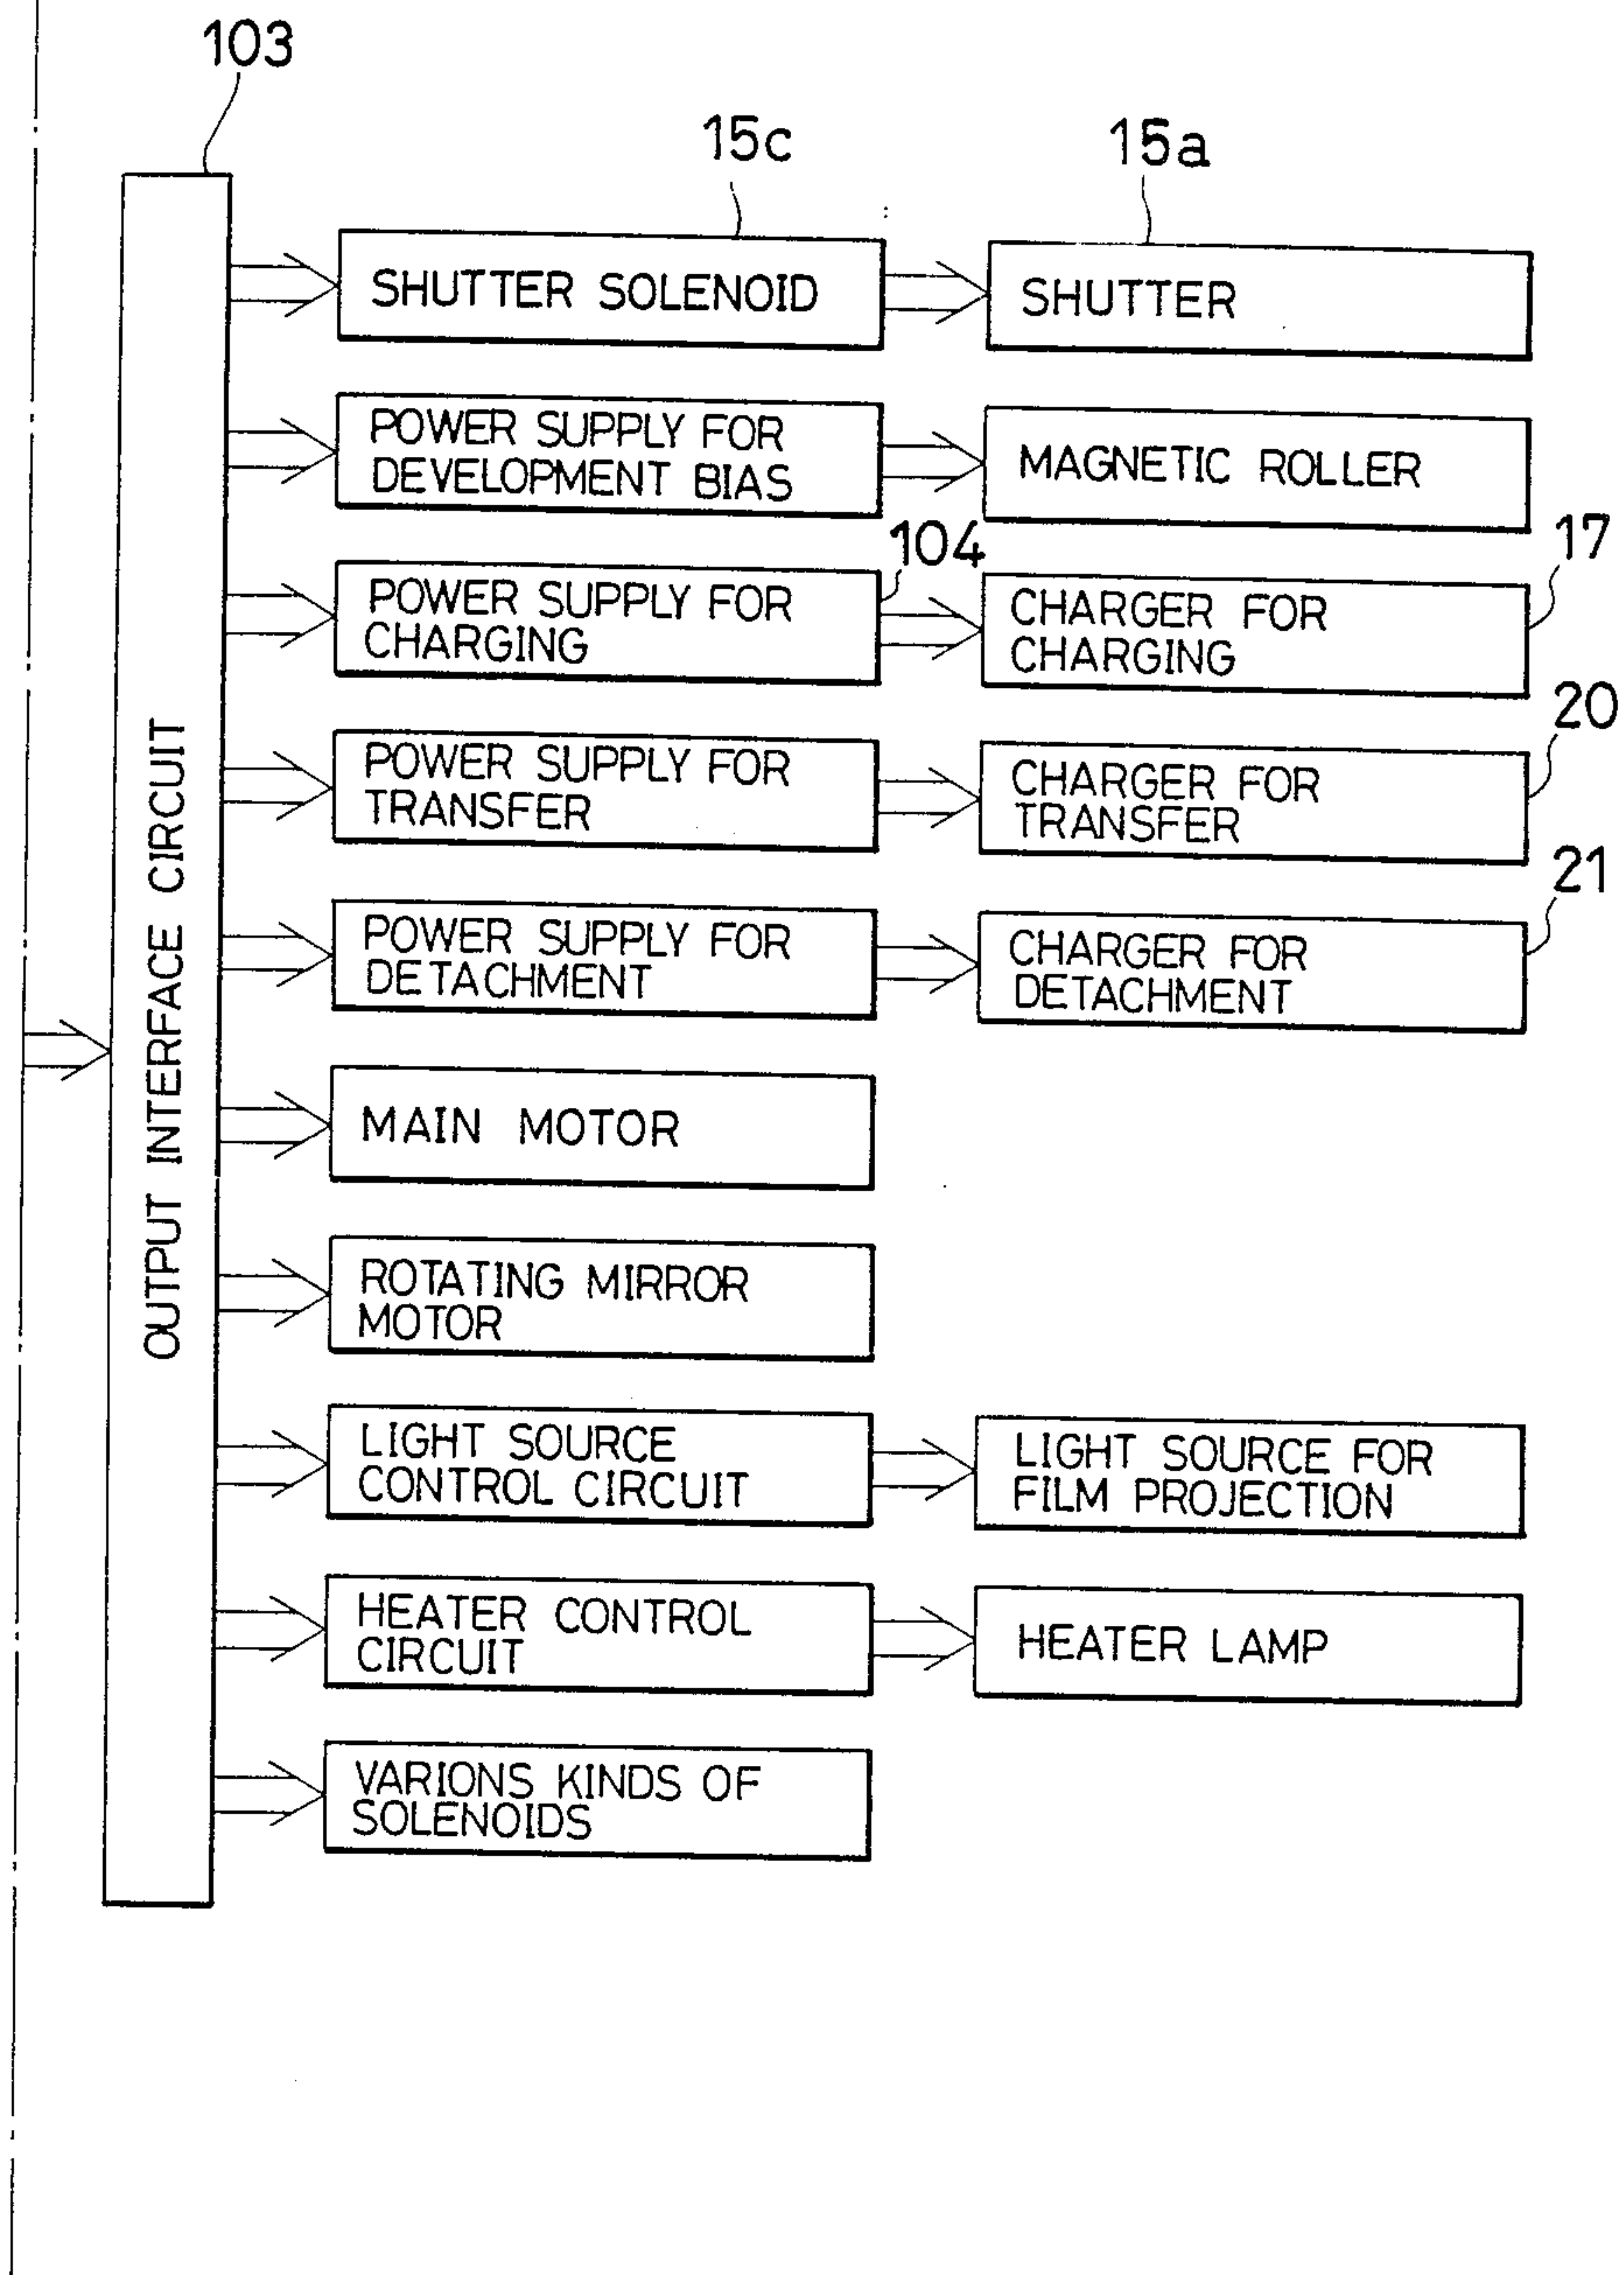 103
15c
15a
SHUTTER SOLENOID
SHUTTER
POWER SUPPLY FOR
DEVELOPMENT BIAS
MAGNETIC ROLLER
104
17
POWER SUPPLY FOR
CHARGING
CHARGER FOR
CHARGING
20
POWER SUPPLY FOR
TRANSFER
CHARGER FOR
TRANSFER
21
POWER SUPPLY FOR
DETACHMENT
CHARGER FOR
DETACHMENT
OUTPUT INTERFACE CIRCUIT
MAIN MOTOR
ROTATING MIRROR
MOTOR
LIGHT SOURCE
CONTROL CIRCUIT
LIGHT SOURCE FOR
FILM PROJECTION
HEATER CONTROL
CIRCUIT
HEATER LAMP
VARIONS KINDS OF
SOLENOIDS